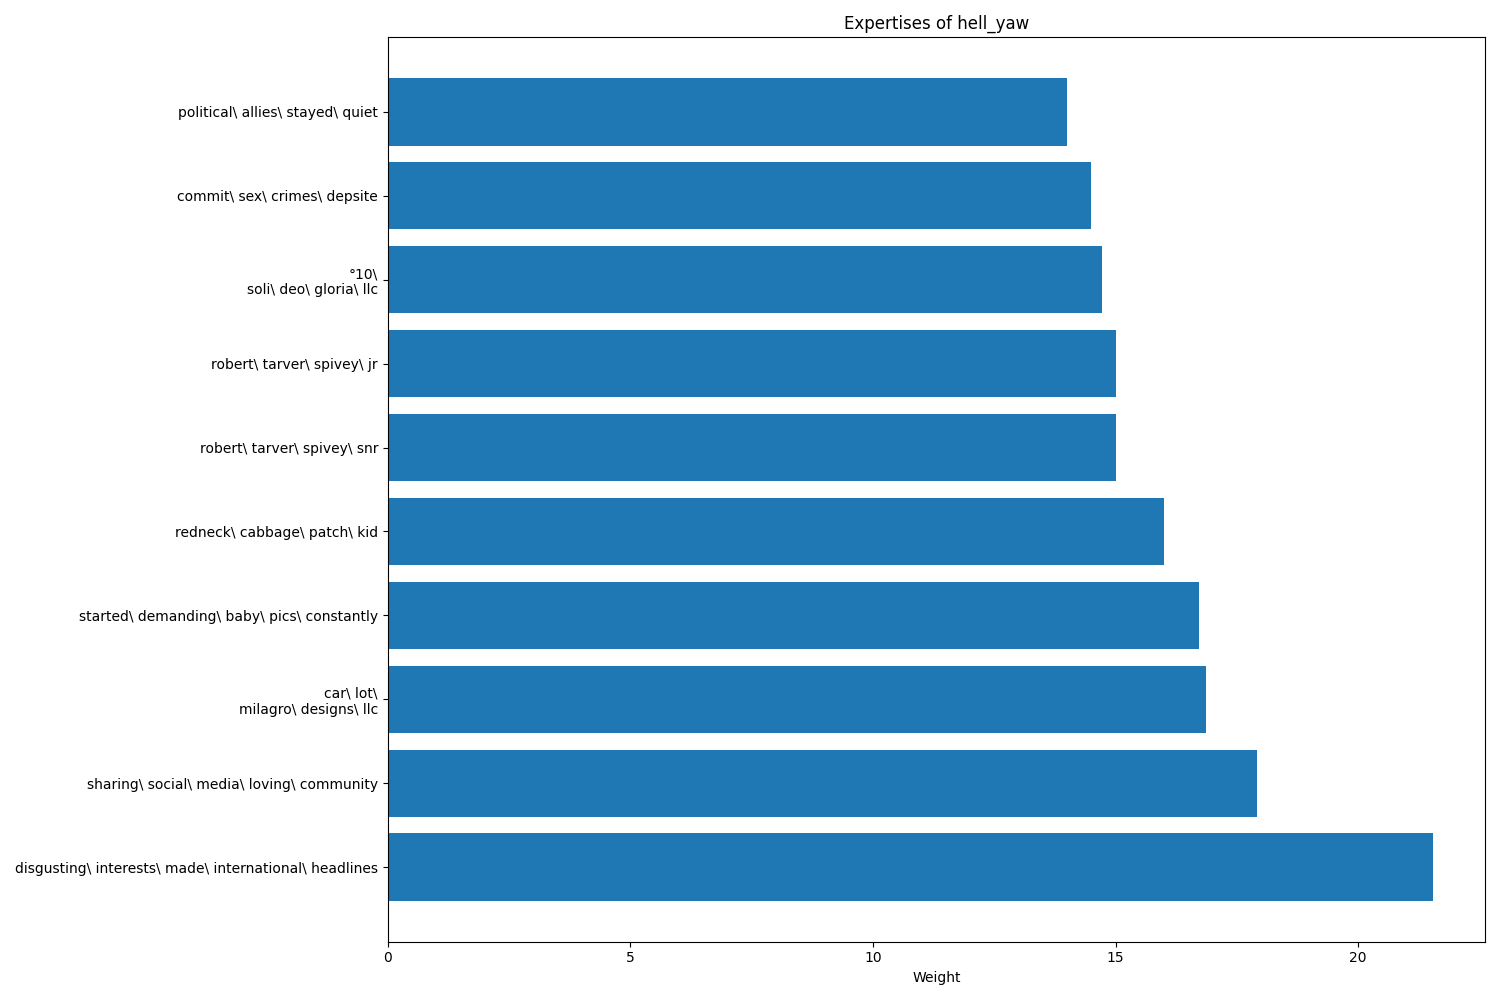 Expertises of hell_yaw
political\ allies\ stayed\ quiet
commit\ sex\ crimes\ depsite
°10\
soli\ deo\ gloria\ llc
robert\ tarver\ spivey\ jr
robert\ tarver\ spivey\ snr
redneck\ cabbage\ patch\ kid
started\ demanding\ baby\ pics\ constantly
car\ lot\
milagro\ designs\ llc
sharing\ social\ media\ loving\ community
disgusting\ interests\ made\ international\ headlines
0 5 10 15 20
Weight